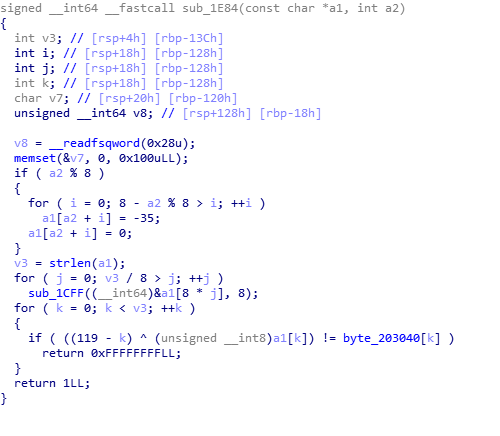 signed __int64 __fastcall sub_1E84(const char *a1, int a2)
{
  int v3; // [rsp+4h] [rbp-13Ch]
  int i; // [rsp+18h] [rbp-128h]
  int j; // [rsp+18h] [rbp-128h]
  int k; // [rsp+18h] [rbp-128h]
  char v7; // [rsp+20h] [rbp-120h]
  unsigned __int64 v8; // [rsp+128h] [rbp-18h]

  v8 = __readfsqword(0x28u);
  memset(&v7, 0, 0x100uLL);
  if ( a2 % 8 )
  {
    for ( i = 0; 8 - a2 % 8 > i; ++i )
      a1[a2 + i] = -35;
    a1[a2 + i] = 0;
  }
  v3 = strlen(a1);
  for ( j = 0; v3 / 8 > j; ++j )
    sub_1CFF((__int64)&a1[8 * j], 8);
  for ( k = 0; k < v3; ++k )
  {
    if ( ((119 - k) ^ (unsigned __int8)a1[k]) != byte_203040[k] )
      return 0xFFFFFFFFLL;
  }
  return 1LL;
}